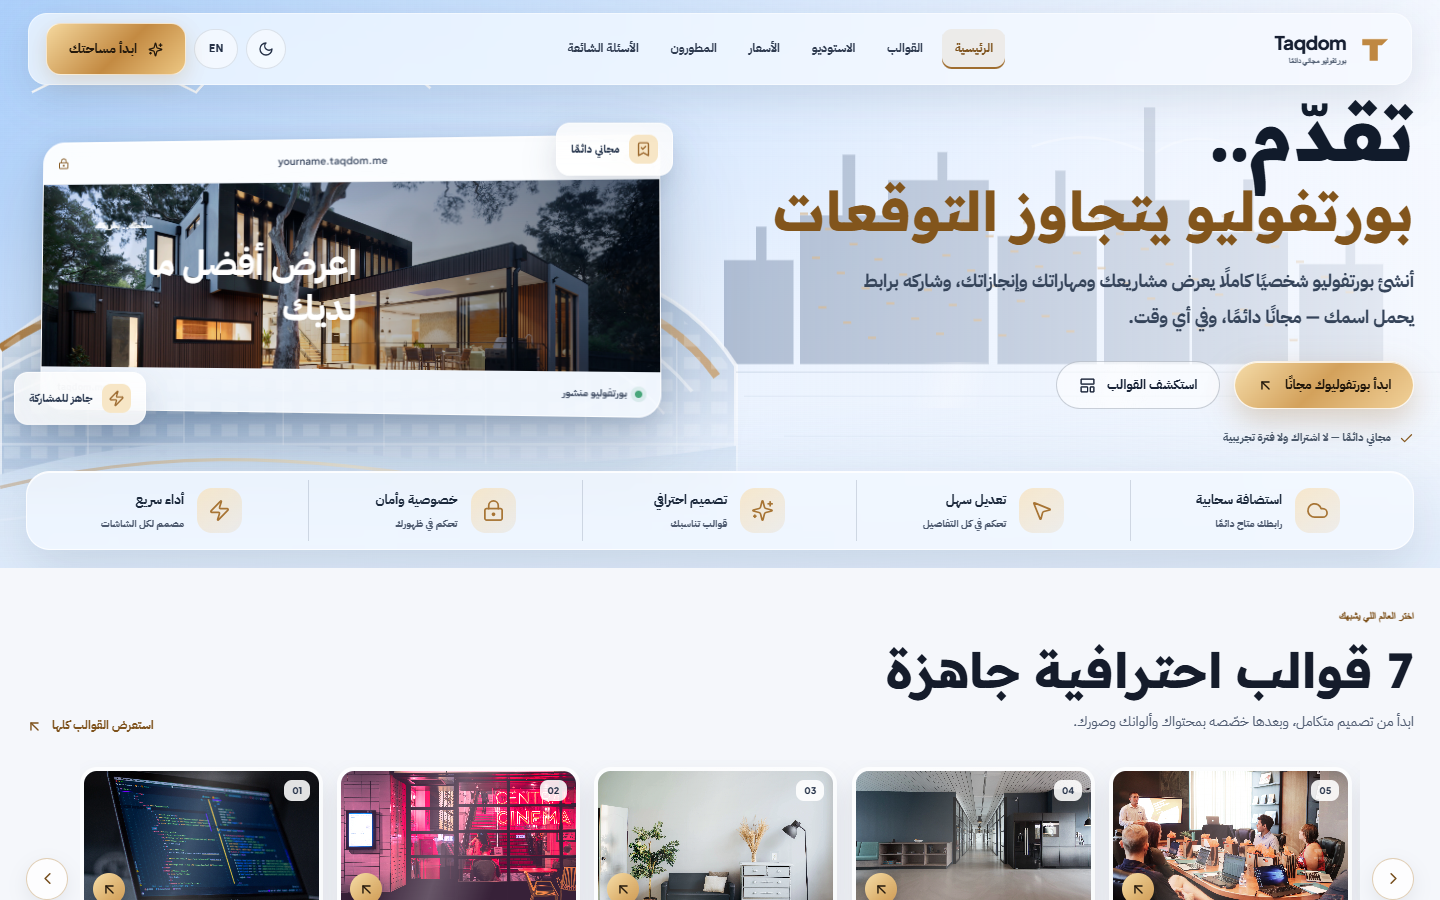 Taqdom
بورتفوليو مجاني دائمًا
الرئيسية
القوالب
الاستوديو
الأسعار
المطورون
الأسئلة الشائعة
EN
ابدأ مساحتك
تقدّم..
بورتفوليو يتجاوز التوقعات
أنشئ بورتفوليو شخصيًا كاملًا يعرض مشاريعك ومهاراتك وإنجازاتك، وشاركه برابط
يحمل اسمك — مجانًا دائمًا، وفي أي وقت.
ابدأ بورتفوليوك مجانًا
استكشف القوالب
مجاني دائمًا — لا اشتراك ولا فترة تجريبية
مجاني دائمًا
yourname.taqdom.me
اعرض أفضل ما
لديك
بورتفوليو منشور
جاهز للمشاركة
استضافة سحابية
رابطك متاح دائمًا
تعديل سهل
تحكم في كل التفاصيل
تصميم احترافي
قوالب تناسبك
خصوصية وأمان
تحكم في ظهورك
أداء سريع
مصمم لكل الشاشات
اختر العالم اللي يشبهك
7 قوالب احترافية جاهزة
ابدأ من تصميم متكامل، وبعدها خصّصه بمحتواك وألوانك وصورك.
استعرض القوالب كلها
01
02
CENTR
CINEMA
03
04
05